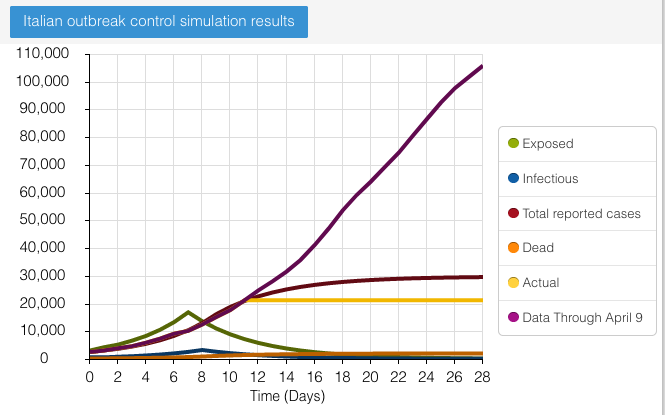 Italian outbreak control simulation results
110,000
100,000
90,000
80,000
70,000
60,000
50,000
40,000
30,000
20,000
10,000
0
0 2 4 6 8 10 12 14 16 18 20 22 24 26 28
Time (Days)
Exposed
Infectious
Total reported cases
Dead
Actual
Data Through April 9